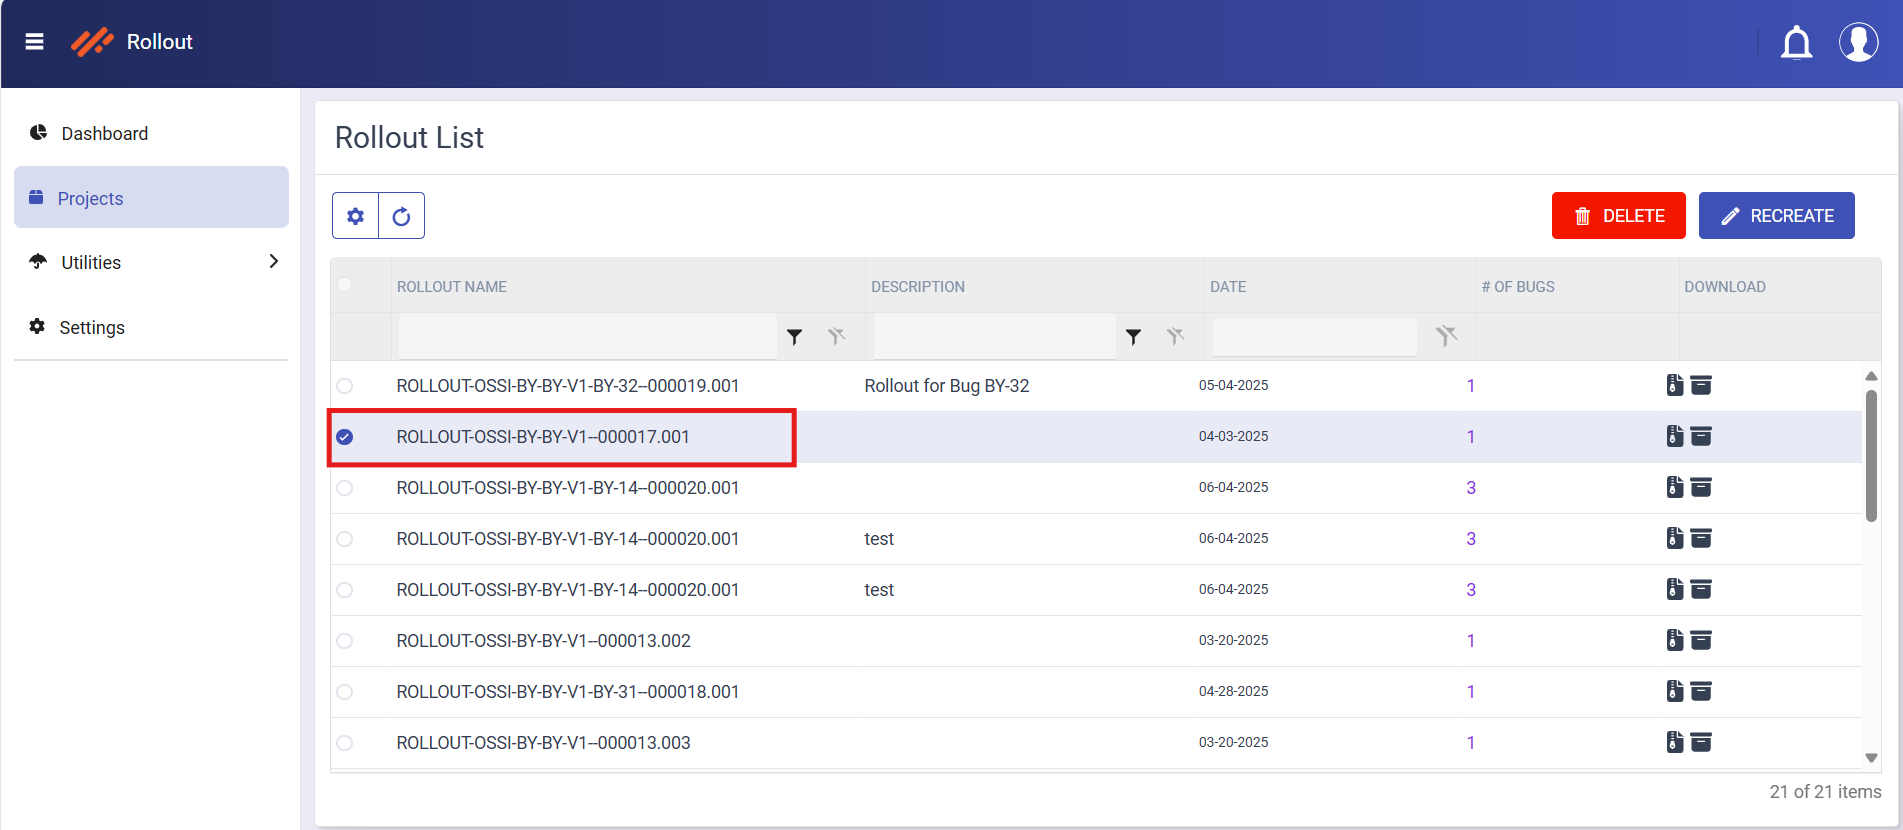 Rollout
Dashboard
Projects
Utilities
Settings
Rollout List
DELETE
RECREATE
ROLLOUT NAME DESCRIPTION DATE # OF BUGS DOWNLOAD
ROLLOUT-OSSI-BY-BY-V1-BY-32--000019.001 Rollout for Bug BY-32 05-04-2025 1
ROLLOUT-OSSI-BY-BY-V1--000017.001 04-03-2025 1
ROLLOUT-OSSI-BY-BY-V1-BY-14--000020.001 06-04-2025 3
ROLLOUT-OSSI-BY-BY-V1-BY-14--000020.001 test 06-04-2025 3
ROLLOUT-OSSI-BY-BY-V1-BY-14--000020.001 test 06-04-2025 3
ROLLOUT-OSSI-BY-BY-V1--000013.002 03-20-2025 1
ROLLOUT-OSSI-BY-BY-V1-BY-31--000018.001 04-28-2025 1
ROLLOUT-OSSI-BY-BY-V1--000013.003 03-20-2025 1
21 of 21 items